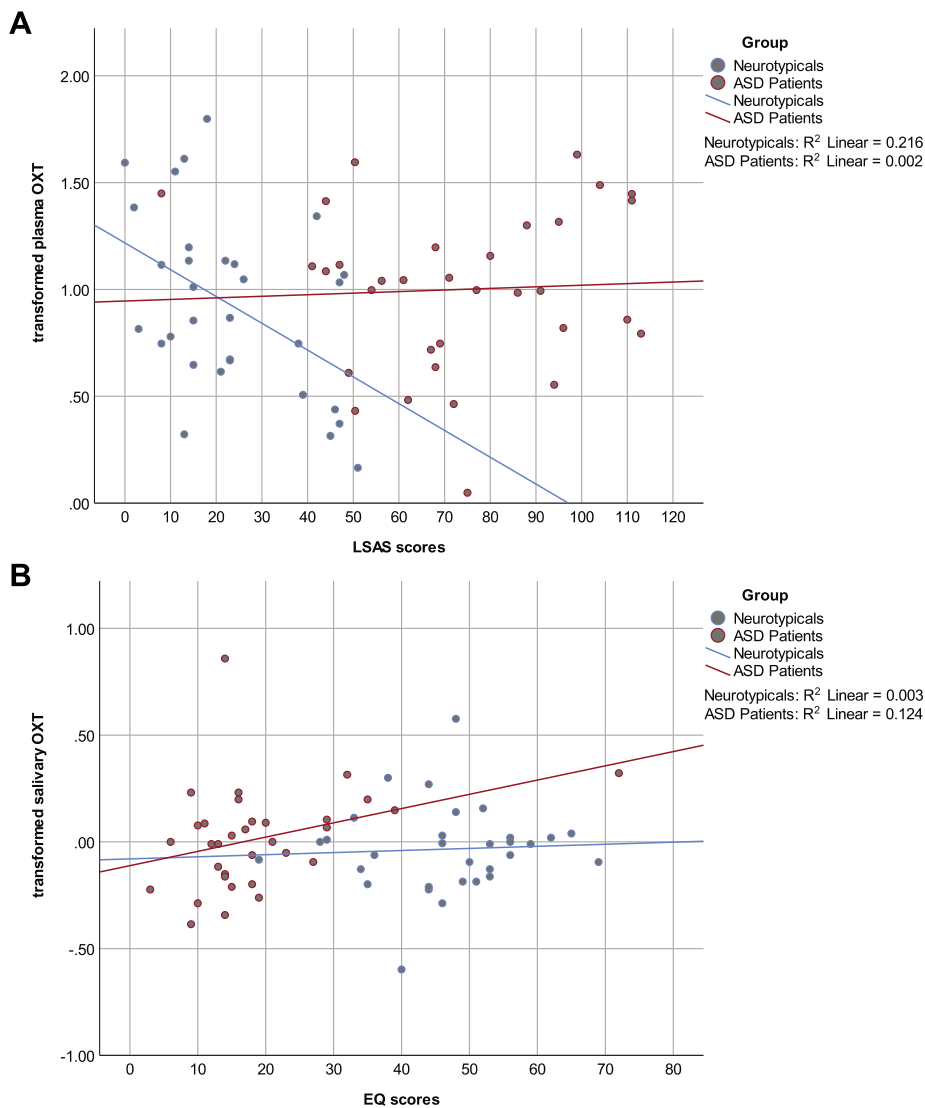 A
Group
Neurotypicals
ASD Patients
Neurotypicals
ASD Patients
Neurotypicals: R² Linear = 0.216
ASD Patients: R² Linear = 0.002
transformed plasma OXT
2.00
1.50
1.00
.50
.00
0 10 20 30 40 50 60 70 80 90 100 110 120
LSAS scores
B
Group
Neurotypicals
ASD Patients
Neurotypicals
ASD Patients
Neurotypicals: R² Linear = 0.003
ASD Patients: R² Linear = 0.124
transformed salivary OXT
1.00
.50
.00
-.50
-1.00
0 10 20 30 40 50 60 70 80
EQ scores